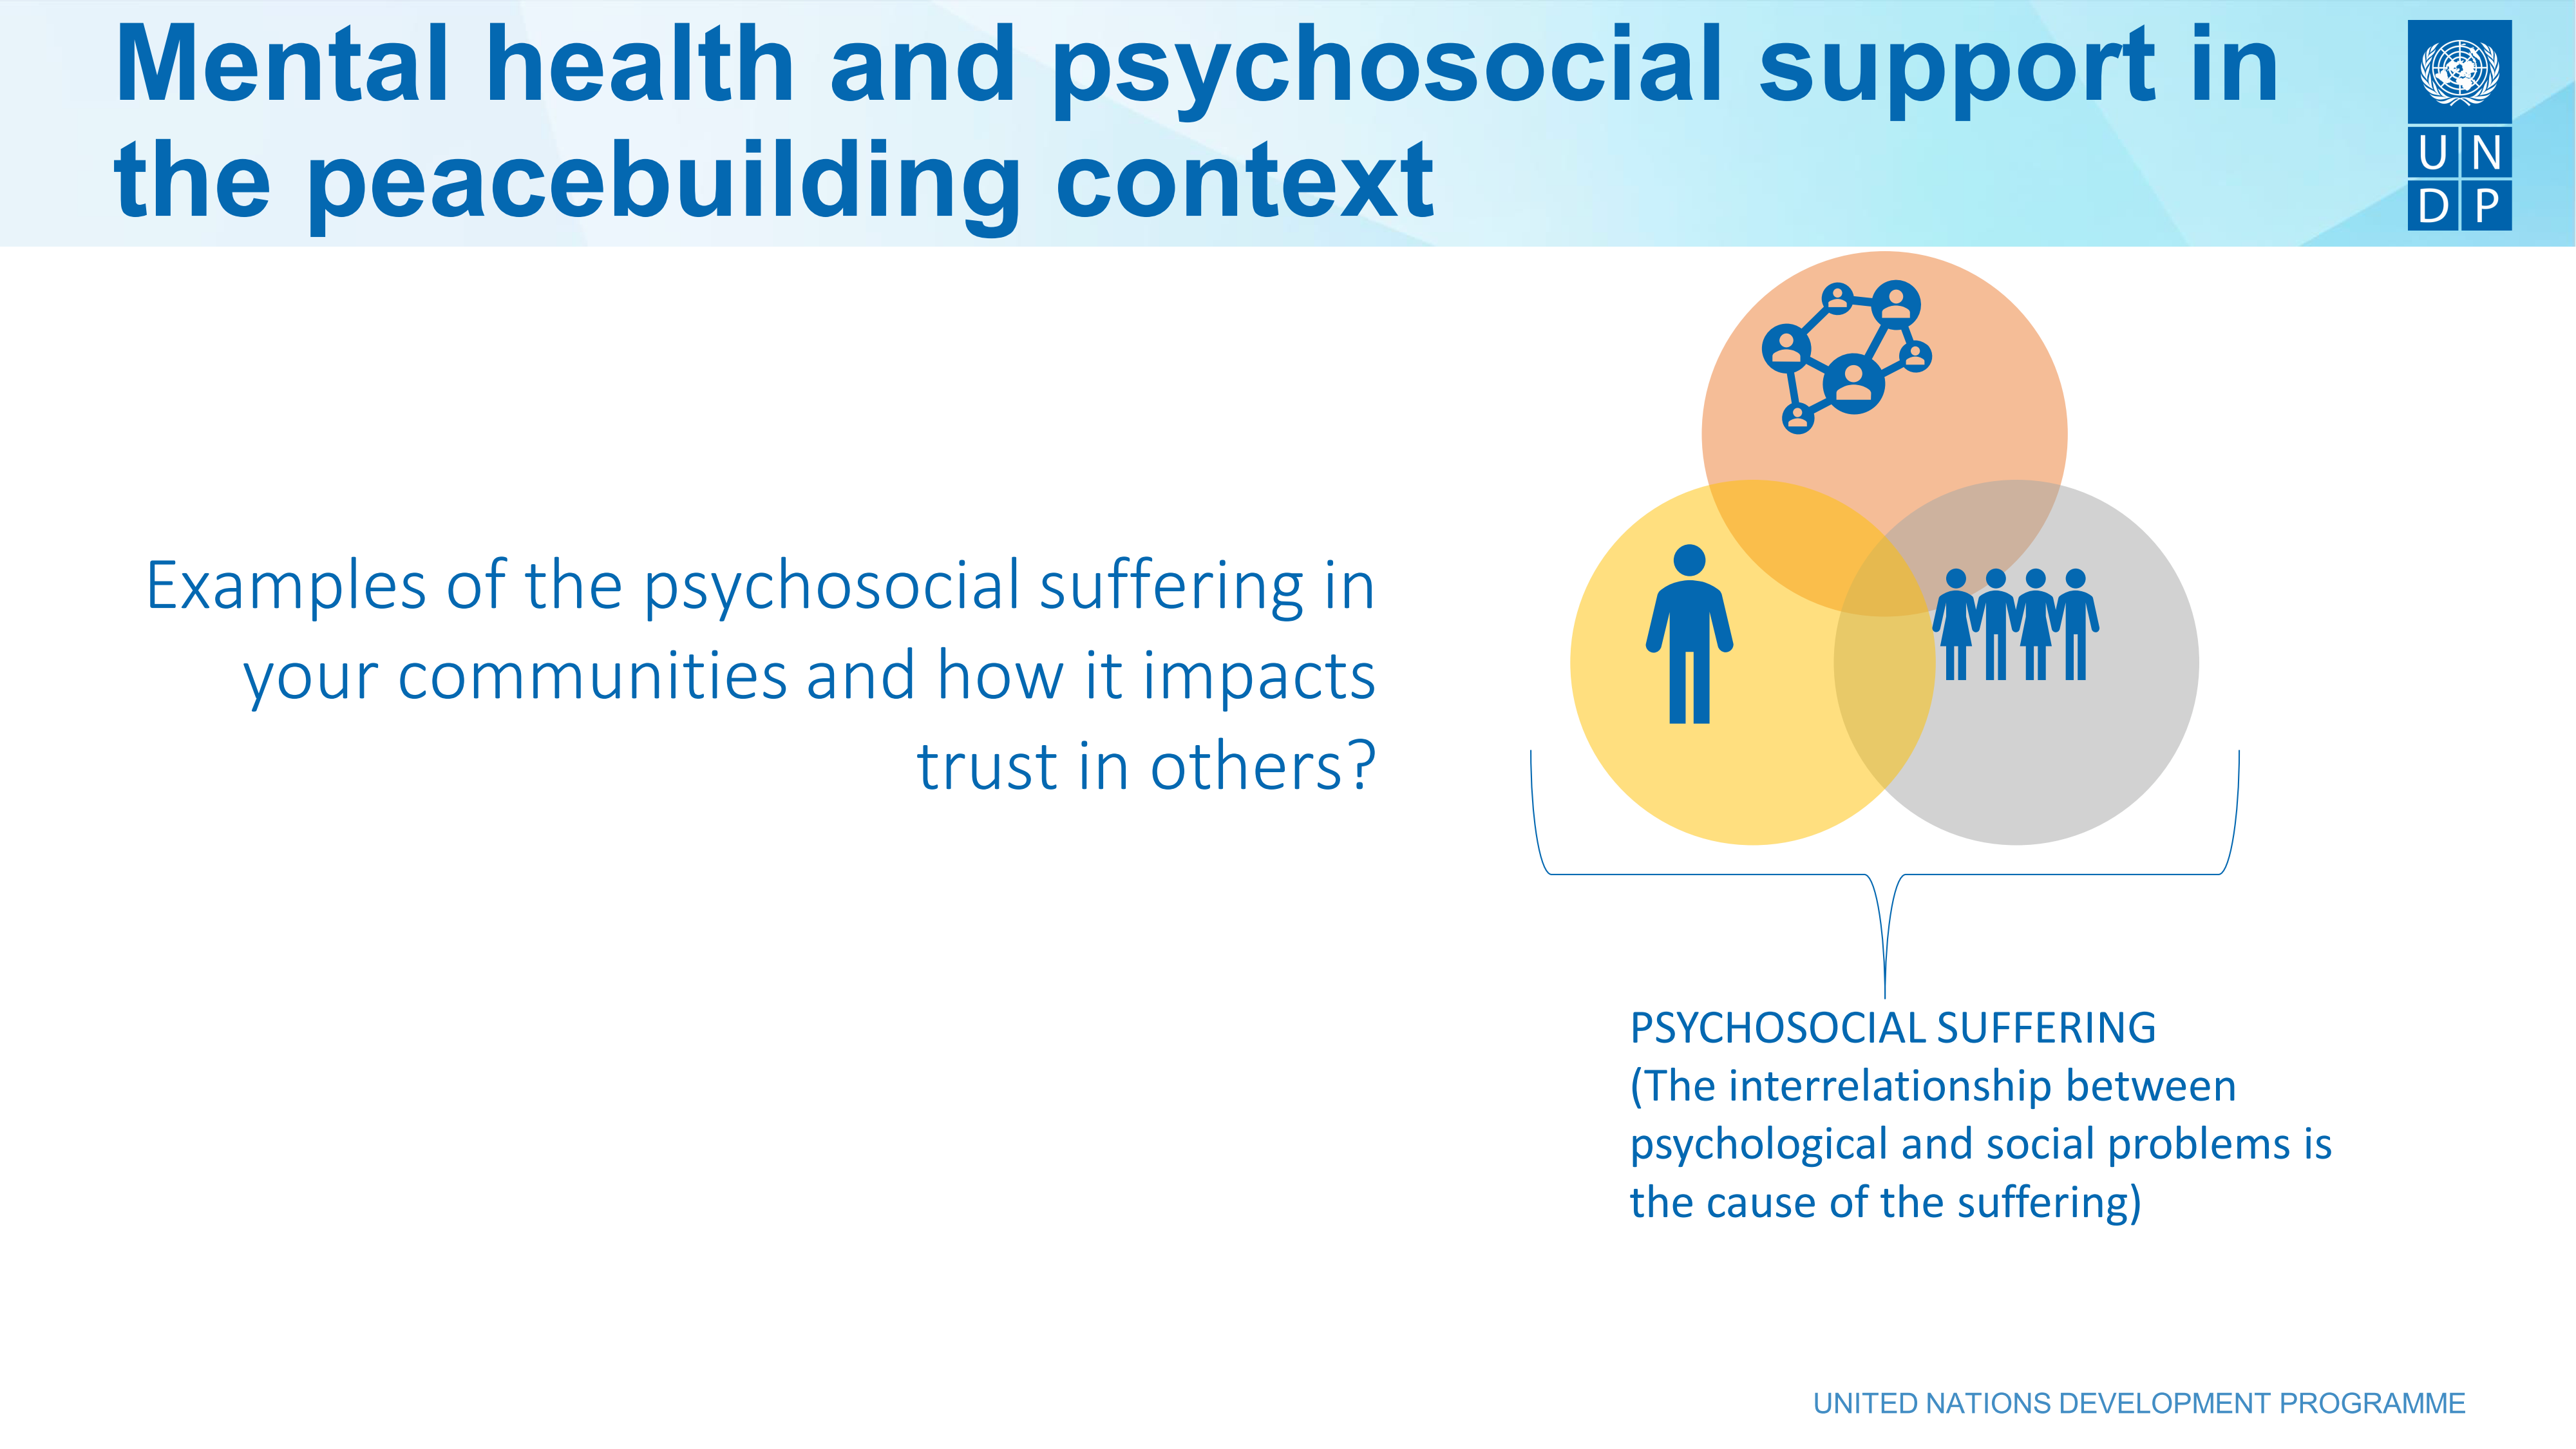 Mental health and psychosocial support in
the peacebuilding context
U N
D P
Examples of the psychosocial suffering in
your communities and how it impacts
trust in others?
PSYCHOSOCIAL SUFFERING
(The interrelationship between
psychological and social problems is
the cause of the suffering)
UNITED NATIONS DEVELOPMENT PROGRAMME